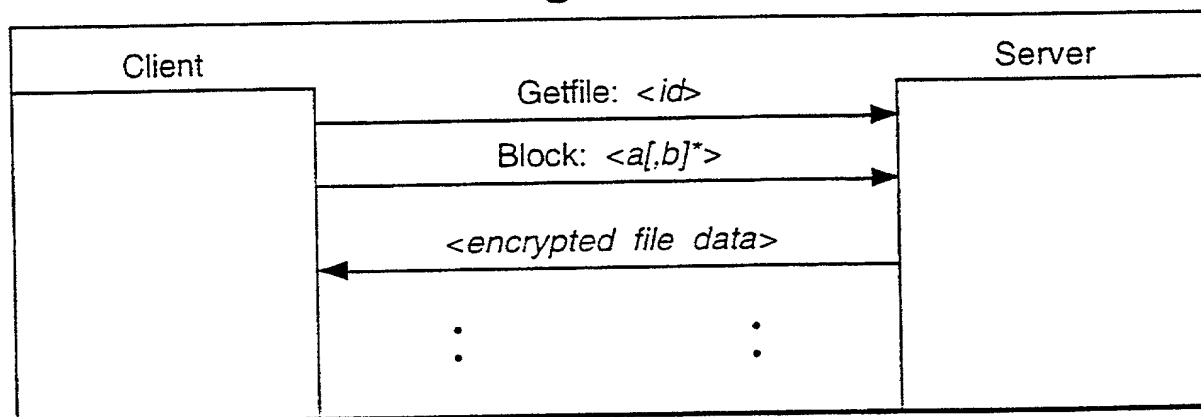 Client
Server
Getfile: <id>
Block: <a[,b]*>
<encrypted file data>